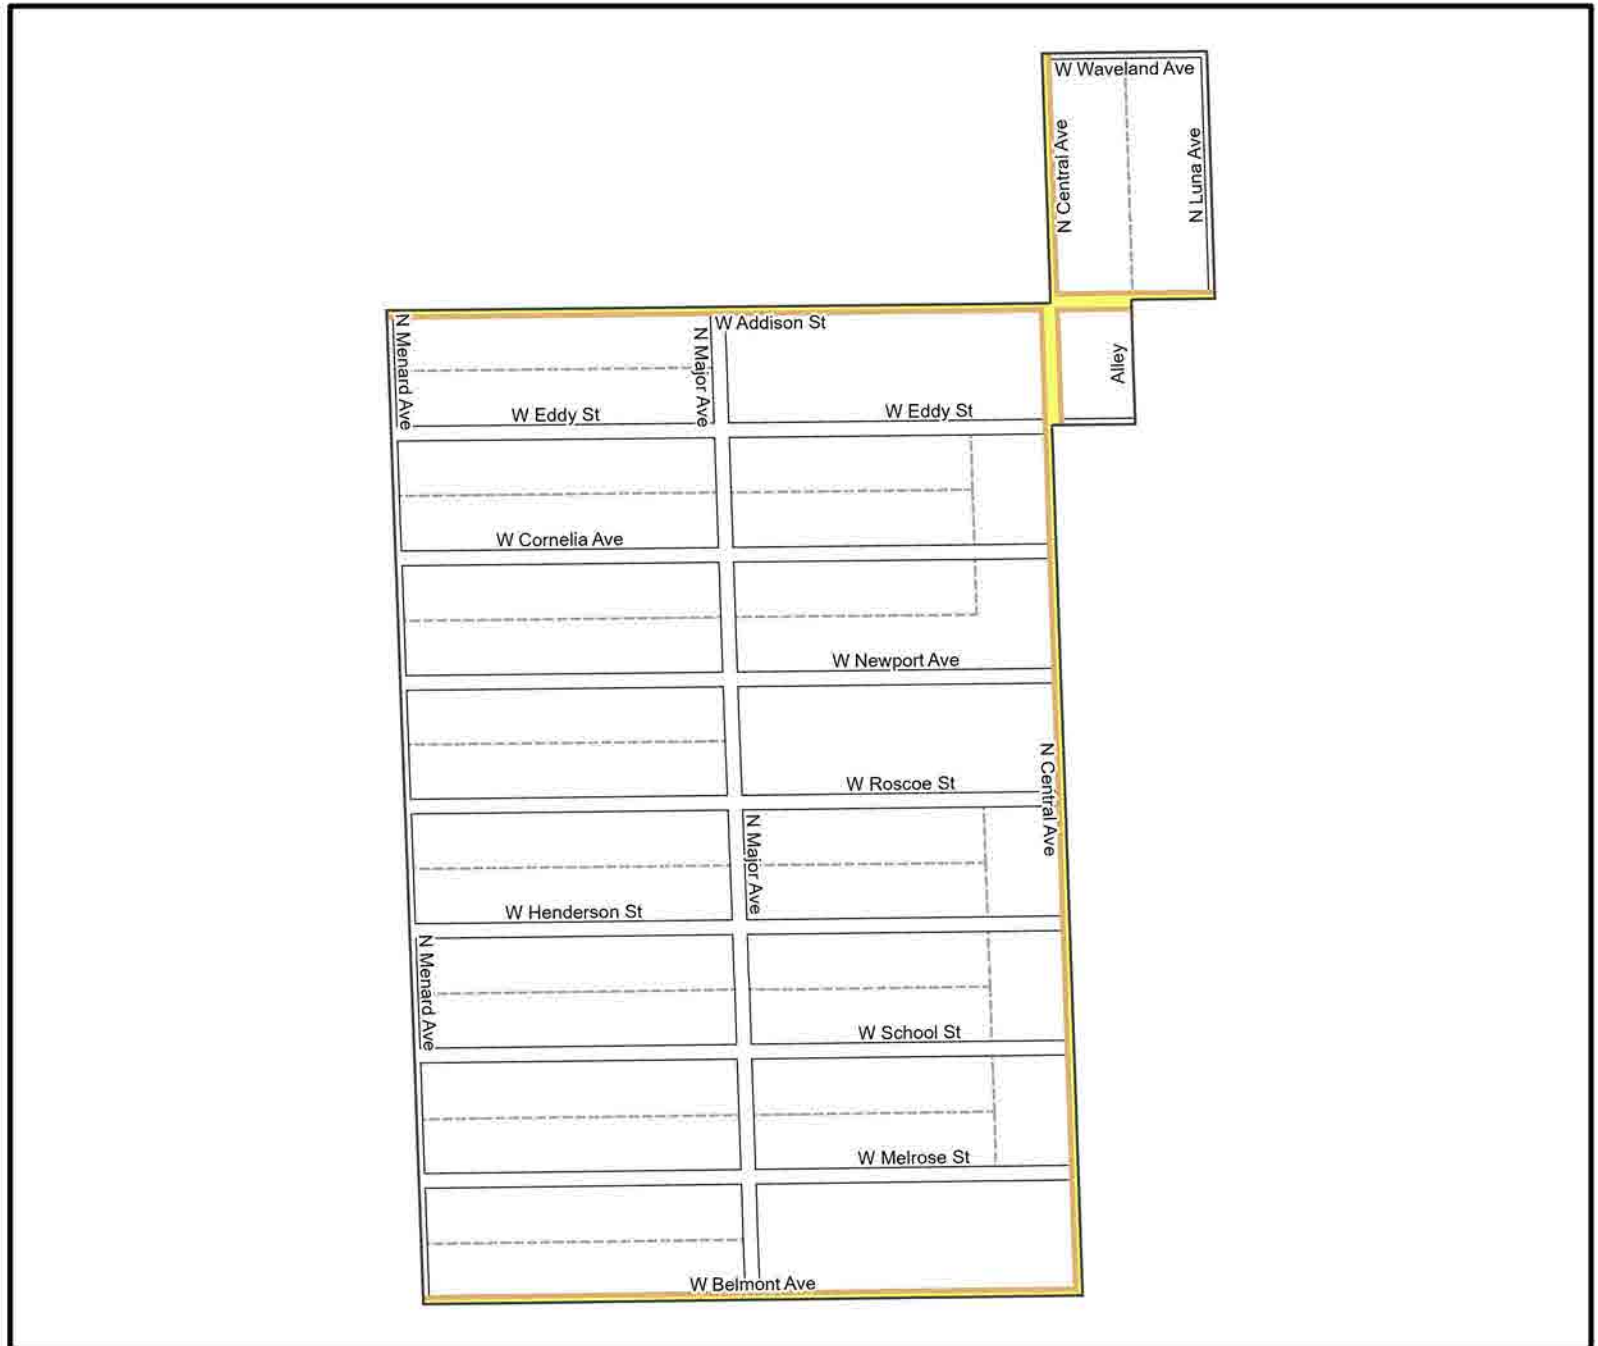 W Waveland Ave
N Central Ave
N Luna Ave
W Addison St
N Menard Ave
N Major Ave
Alley
W Eddy St
W Eddy St
W Cornelia Ave
W Newport Ave
W Roscoe St
N Central Ave
N Major Ave
W Henderson St
N Menard Ave
W School St
W Melrose St
W Belmont Ave